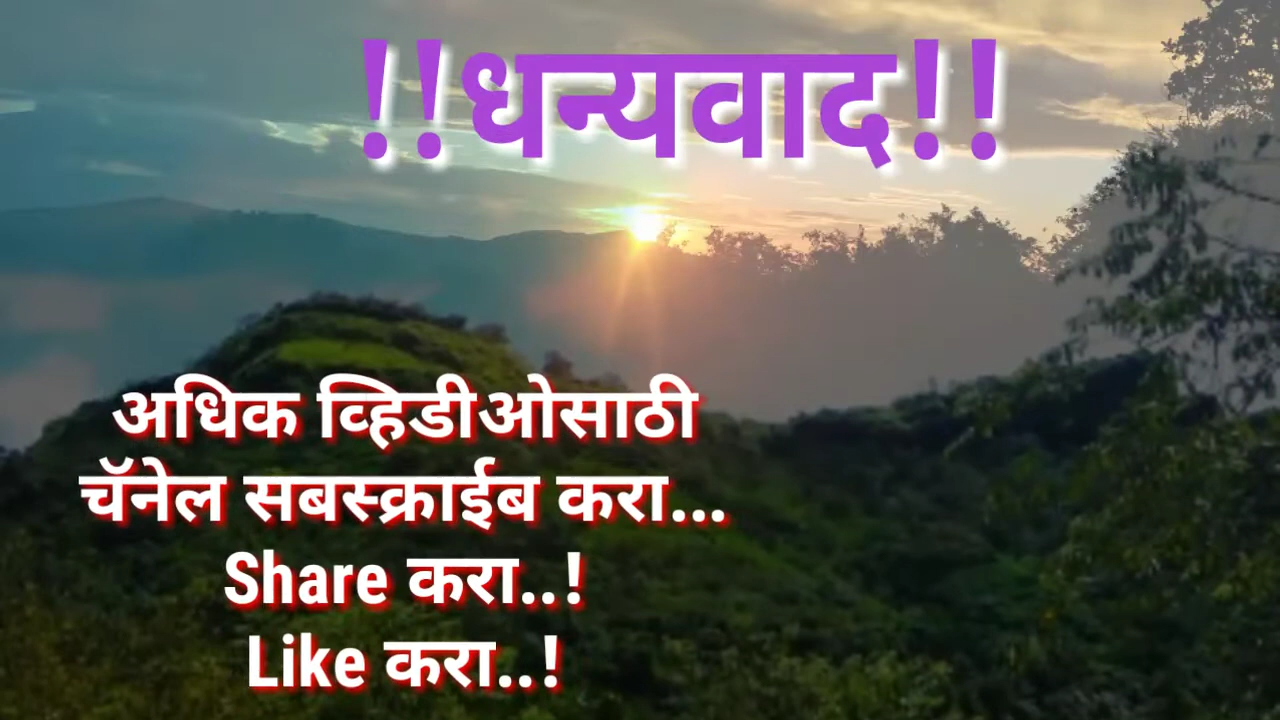 !!धन्यवाद!!
अधिक व्हिडीओसाठी
चॅनेल सबस्क्राईब करा...
Share करा..!
Like करा..!